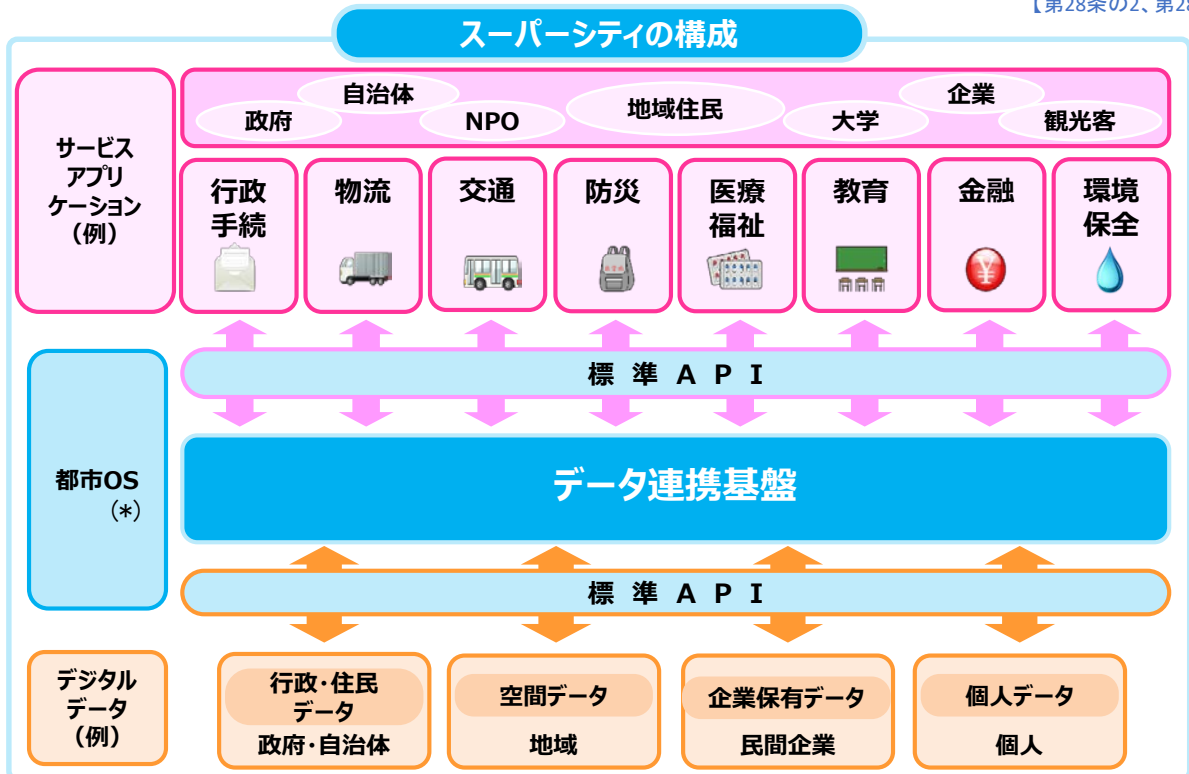 【第28条の2、第28
スーパーシティの構成
サービス
アプリ
ケーション
（例）
自治体
政府
NPO
地域住民
大学
企業
観光客
行政
手続
物流
交通
防災
医療
福祉
教育
金融
環境
保全
標 準 A P I
都市OS
(*)
データ連携基盤
標 準 A P I
デジタル
データ
（例）
行政・住民
データ
政府・自治体
空間データ
地域
企業保有データ
民間企業
個人データ
個人